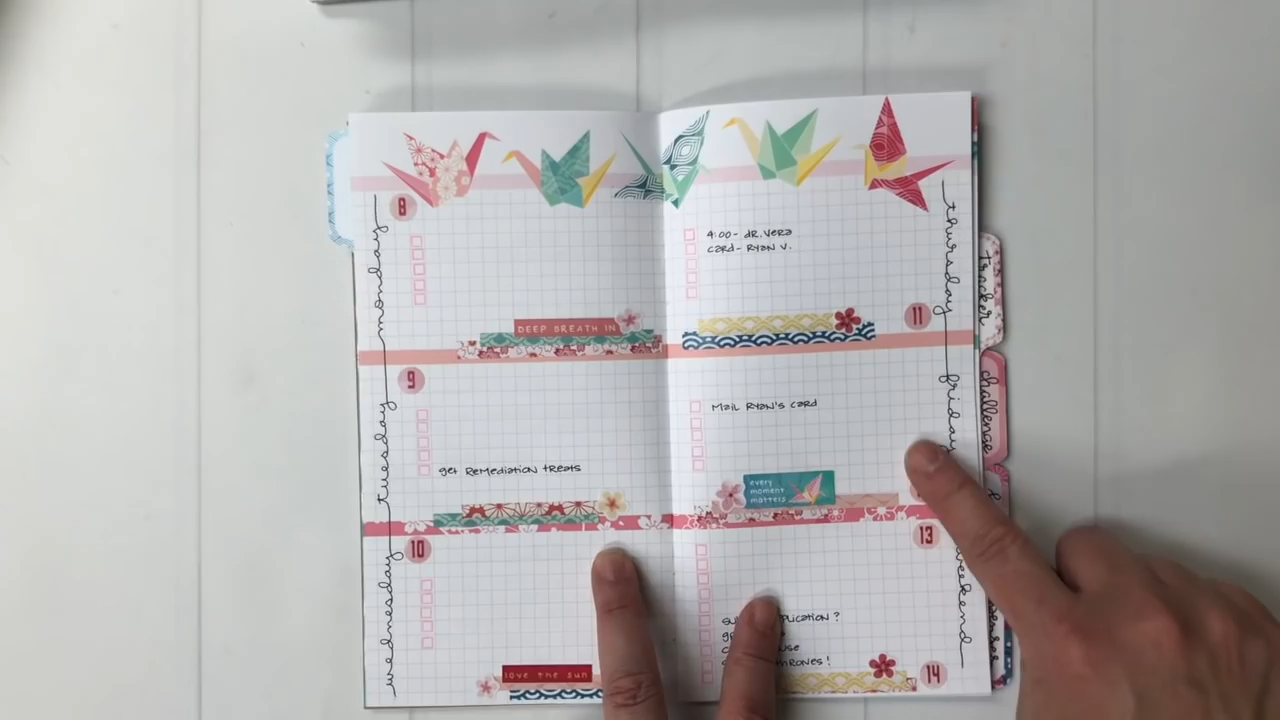 monday
8
DEEP BREATH IN
tuesday
9
get Remediation treats
wednesday
10
love the sun
thursday
4:00- dr. Vera
card- Ryan V.
11
friday
Mail Ryan's card
every
moment
matters
weekend
13
?
!
14
tracker
challenge